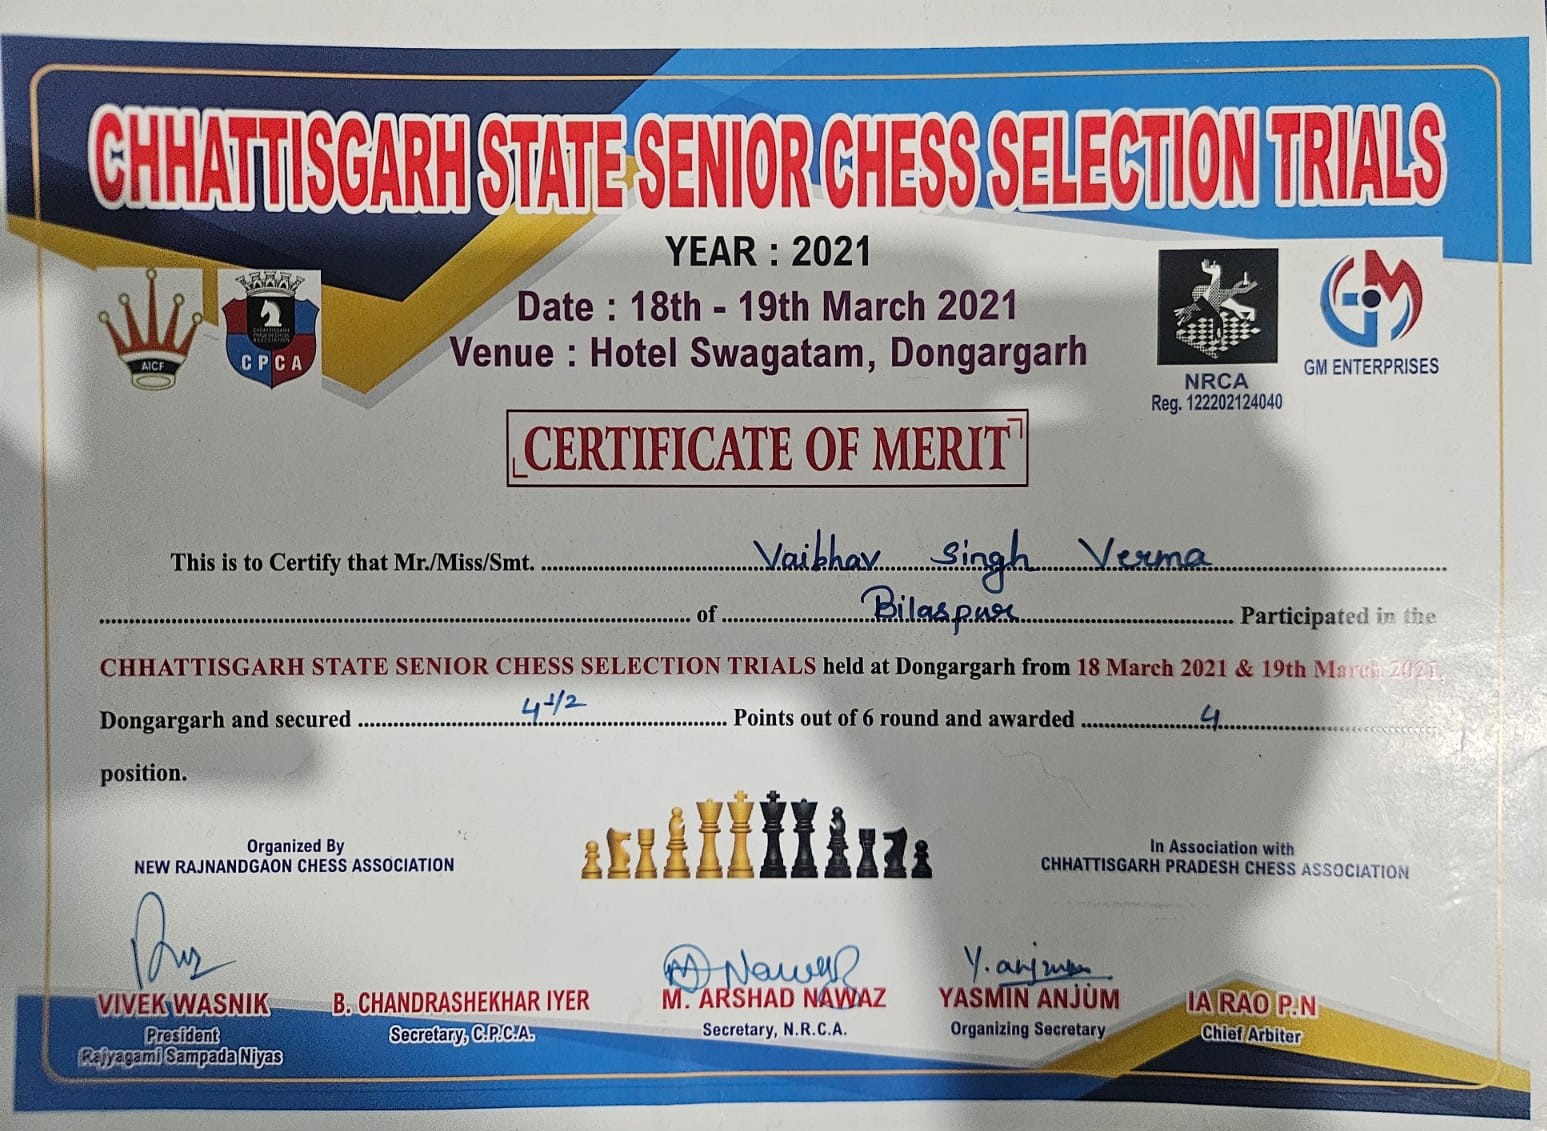 CHHATTISGARH STATE SENIOR CHESS SELECTION TRIALS
YEAR : 2021
Date : 18th - 19th March 2021
Venue : Hotel Swagatam, Dongargarh
AICF
CPCA
NRCA
Reg. 122202124040
GM ENTERPRISES
CERTIFICATE OF MERIT
This is to Certify that Mr./Miss/Smt. Vaibhav Singh Verma
of Bilaspur Participated in the
CHHATTISGARH STATE SENIOR CHESS SELECTION TRIALS held at Dongargarh from 18 March 2021 & 19th March 2021,
Dongargarh and secured 4 1/2 Points out of 6 round and awarded 4
position.
Organized By
NEW RAJNANDGAON CHESS ASSOCIATION
In Association with
CHHATTISGARH PRADESH CHESS ASSOCIATION
M Nawaz
Y. anjum
VIVEK WASNIK
President
Rajyagami Sampada Niyas
B. CHANDRASHEKHAR IYER
Secretary, C.P.C.A.
M. ARSHAD NAWAZ
Secretary, N.R.C.A.
YASMIN ANJUM
Organizing Secretary
IA RAO P.N
Chief Arbiter